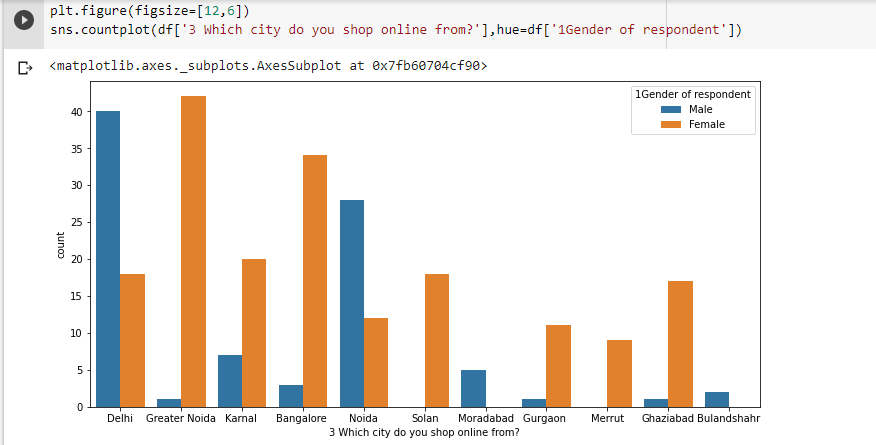 plt.figure(figsize=[12,6])
sns.countplot(df['3 Which city do you shop online from?'],hue=df['1Gender of respondent'])
<matplotlib.axes._subplots.AxesSubplot at 0x7fb60704cf90>
1Gender of respondent
Male
Female
40
35
30
25
20
15
10
5
0
count
Delhi Greater Noida Karnal Bangalore Noida Solan Moradabad Gurgaon Merrut Ghaziabad Bulandshahr
3 Which city do you shop online from?